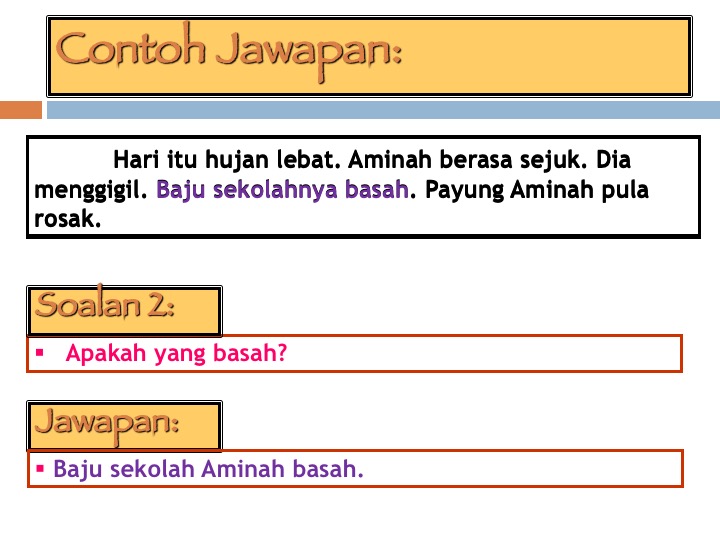 Contoh Jawapan:
Hari itu hujan lebat. Aminah berasa sejuk. Dia
menggigil. Baju sekolahnya basah. Payung Aminah pula
rosak.
Soalan 2:
▪ Apakah yang basah?
Jawapan:
▪ Baju sekolah Aminah basah.